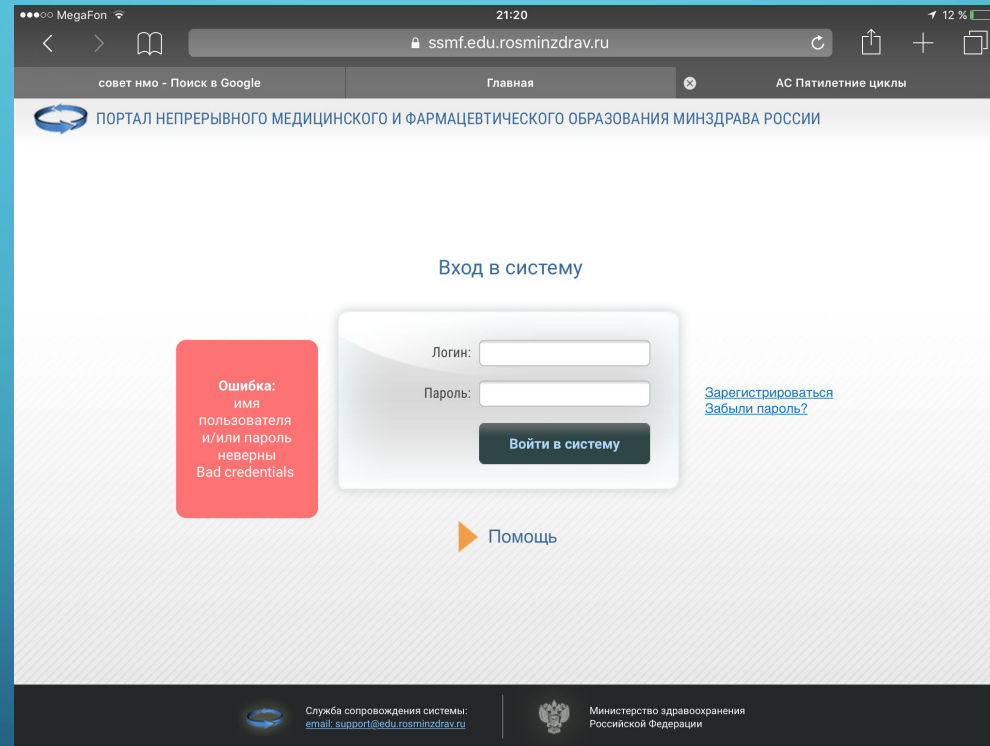 MegaFon 21:20 12 %
ssmf.edu.rosminzdrav.ru
совет нмо - Поиск в Google Главная АС Пятилетние циклы
ПОРТАЛ НЕПРЕРЫВНОГО МЕДИЦИНСКОГО И ФАРМАЦЕВТИЧЕСКОГО ОБРАЗОВАНИЯ МИНЗДРАВА РОССИИ
Вход в систему
Ошибка:
имя
пользователя
и/или пароль
неверны
Bad credentials
Логин:
Пароль:
Войти в систему
Зарегистрироваться
Забыли пароль?
Помощь
Служба сопровождения системы:
email: support@edu.rosminzdrav.ru
Министерство здравоохранения
Российской Федерации